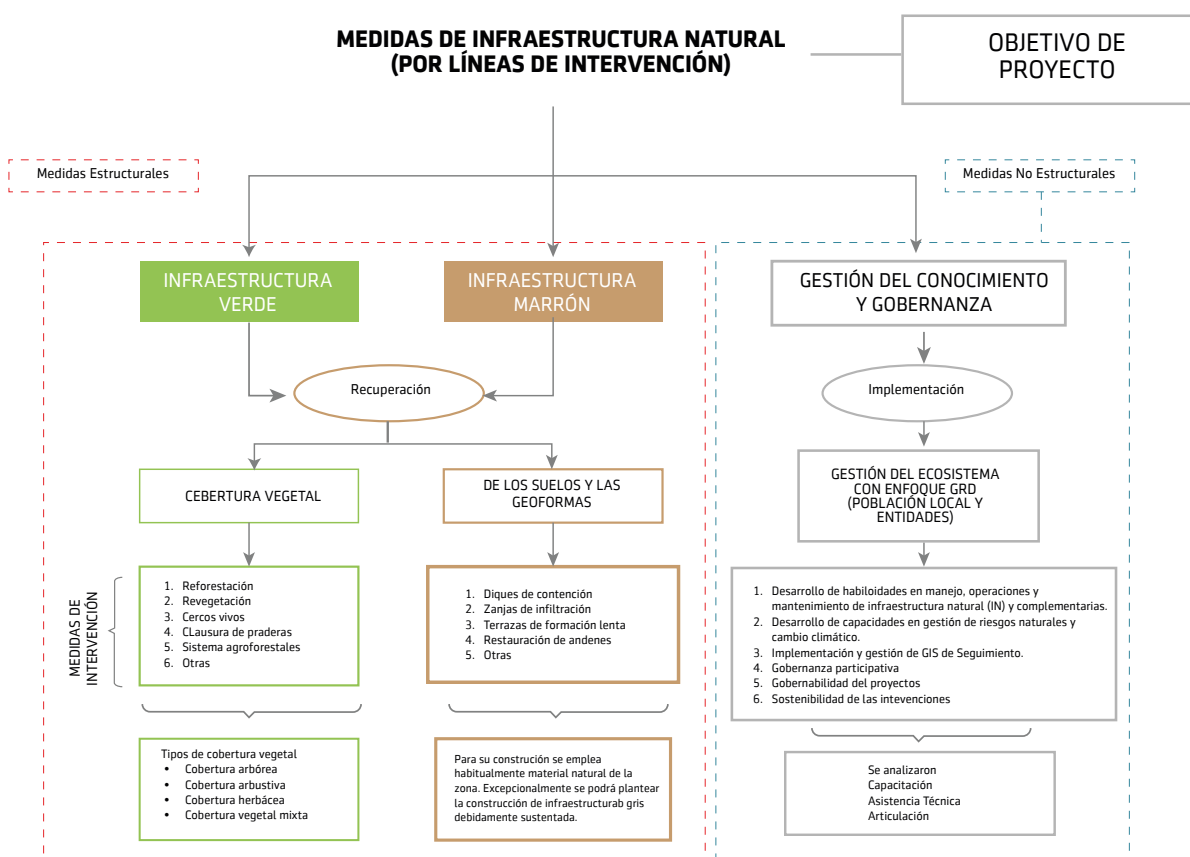 MEDIDAS DE INFRAESTRUCTURA NATURAL
(POR LÍNEAS DE INTERVENCIÓN)
OBJETIVO DE
PROYECTO
Medidas Estructurales
Medidas No Estructurales
INFRAESTRUCTURA
VERDE
INFRAESTRUCTURA
MARRÓN
GESTIÓN DEL CONOCIMIENTO
Y GOBERNANZA
Recuperación
Implementación
CEBERTURA VEGETAL
DE LOS SUELOS Y LAS
GEOFORMAS
GESTIÓN DEL ECOSISTEMA
CON ENFOQUE GRD
(POBLACIÓN LOCAL Y
ENTIDADES)
MEDIDAS DE
INTERVENCIÓN
1. Reforestación
2. Revegetación
3. Cercos vivos
4. CLausura de praderas
5. Sistema agroforestales
6. Otras
1. Diques de contención
2. Zanjas de infiltración
3. Terrazas de formación lenta
4. Restauración de andenes
5. Otras
1. Desarrollo de habiloidades en manejo, operaciones y
mantenimiento de infraestructura natural (IN) y complementarias.
2. Desarrollo de capacidades en gestión de riesgos naturales y
cambio climático.
3. Implementación y gestión de GIS de Seguimiento.
4. Gobernanza participativa
5. Gobernabilidad del proyectos
6. Sostenibilidad de las intevenciones
Tipos de cobertura vegetal
• Cobertura arbórea
• Cobertura arbustiva
• Cobertura herbácea
• Cobertura vegetal mixta
Para su construción se emplea
habitualmente material natural de la
zona. Excepcionalmente se podrá plantear
la construcción de infraestructurab gris
debidamente sustentada.
Se analizaron
Capacitación
Asistencia Técnica
Articulación